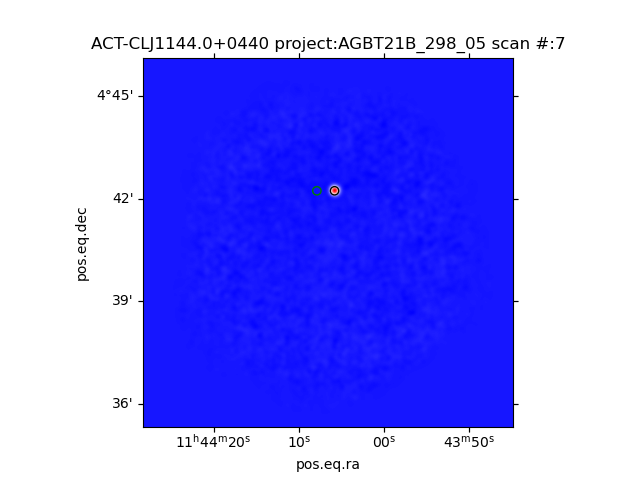 ACT-CLJ1144.0+0440 project:AGBT21B_298_05 scan #:7
4°45'
42'
39'
36'
pos.eq.dec
11ʰ44ᵐ20ˢ 10ˢ 00ˢ 43ᵐ50ˢ
pos.eq.ra